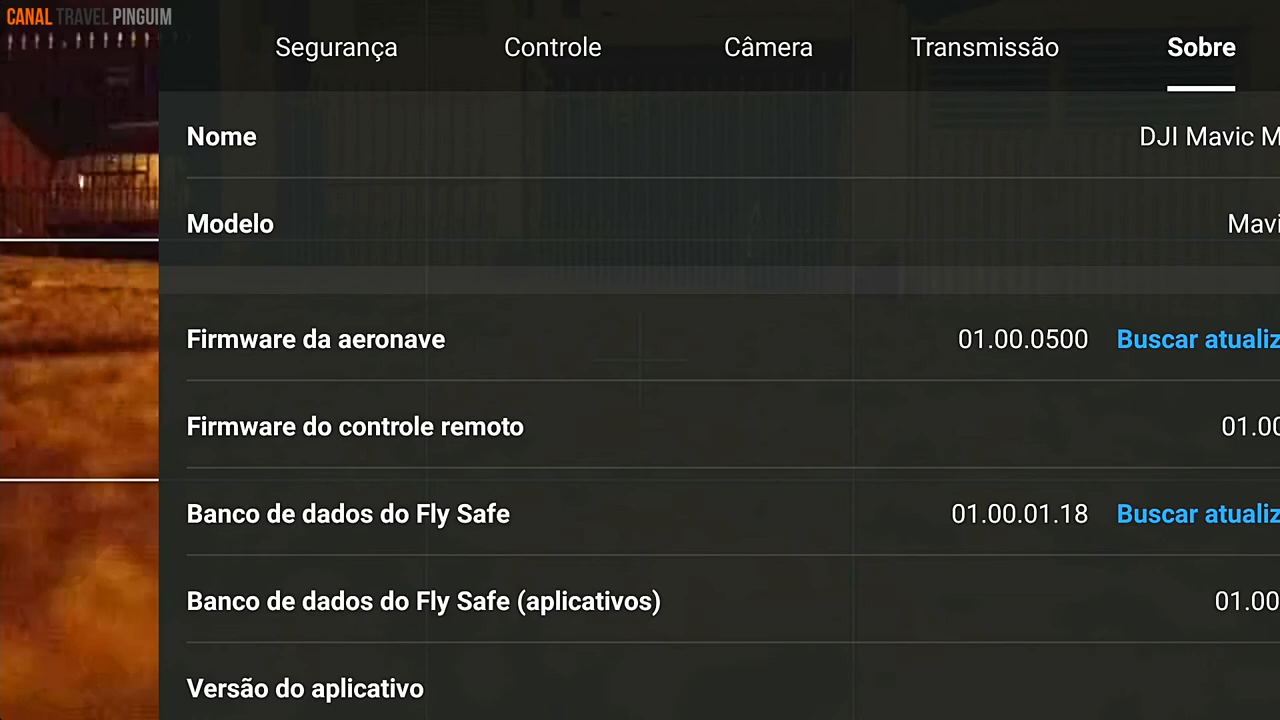 CANAL TRAVEL PINGUIM
Segurança Controle Câmera Transmissão Sobre
Nome DJI Mavic M
Modelo Mavi
Firmware da aeronave 01.00.0500 Buscar atualiz
Firmware do controle remoto 01.00
Banco de dados do Fly Safe 01.00.01.18 Buscar atualiz
Banco de dados do Fly Safe (aplicativos) 01.00
Versão do aplicativo